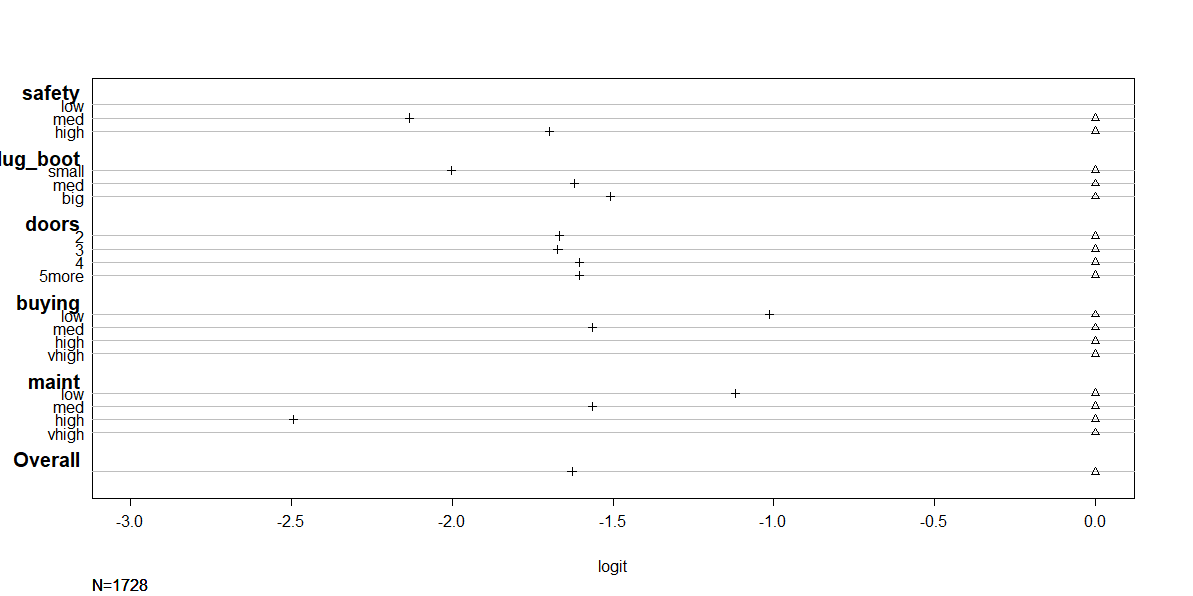 safety
low
med
high
lug_boot
small
med
big
doors
2
3
4
5more
buying
low
med
high
vhigh
maint
low
med
high
vhigh
Overall
-3.0 -2.5 -2.0 -1.5 -1.0 -0.5 0.0
logit
N=1728